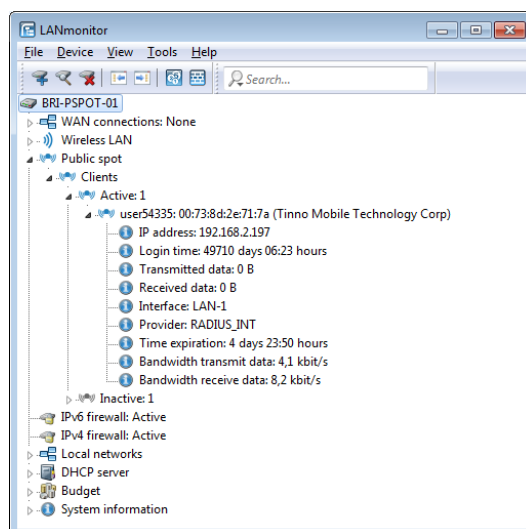 LANmonitor
File Device View Tools Help
Search...
BRI-PSPOT-01
WAN connections: None
Wireless LAN
Public spot
Clients
Active: 1
user54335: 00:73:8d:2e:71:7a (Tinno Mobile Technology Corp)
IP address: 192.168.2.197
Login time: 49710 days 06:23 hours
Transmitted data: 0 B
Received data: 0 B
Interface: LAN-1
Provider: RADIUS_INT
Time expiration: 4 days 23:50 hours
Bandwidth transmit data: 4,1 kbit/s
Bandwidth receive data: 8,2 kbit/s
Inactive: 1
IPv6 firewall: Active
IPv4 firewall: Active
Local networks
DHCP server
Budget
System information